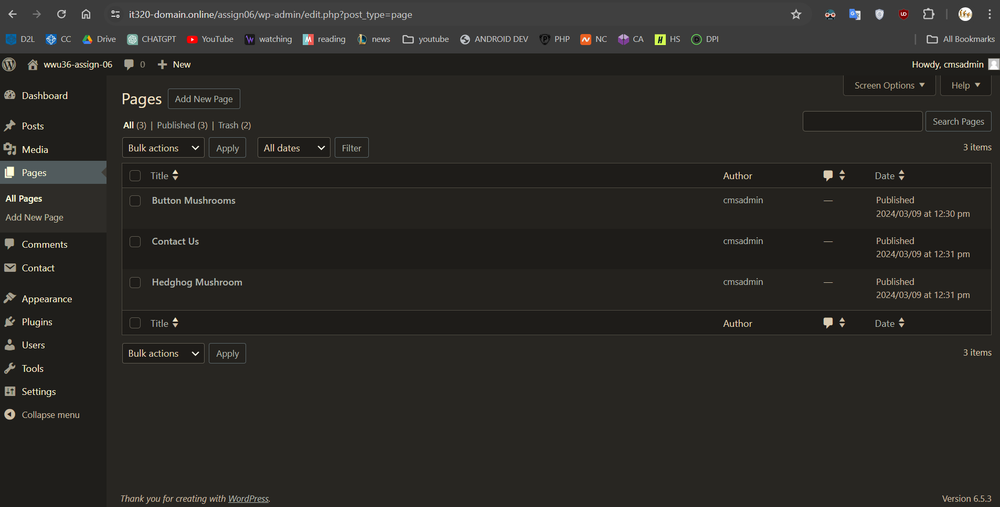 it320-domain.online/assign06/wp-admin/edit.php?post_type=page
D2L CC Drive CHATGPT YouTube watching reading news youtube ANDROID DEV PHP NC CA HS DPI All Bookmarks
wwu36-assign-06 0 New Howdy, cmsadmin
Screen Options Help
Dashboard
Posts
Media
Pages
All Pages
Add New Page
Comments
Contact
Appearance
Plugins
Users
Tools
Settings
Collapse menu
Pages Add New Page
All (3) | Published (3) | Trash (2)
Search Pages
Bulk actions Apply All dates Filter 3 items
Title Author Date
Button Mushrooms cmsadmin — Published
2024/03/09 at 12:30 pm
Contact Us cmsadmin — Published
2024/03/09 at 12:31 pm
Hedghog Mushroom cmsadmin — Published
2024/03/09 at 12:31 pm
Title Author Date
Bulk actions Apply 3 items
Thank you for creating with WordPress. Version 6.5.3